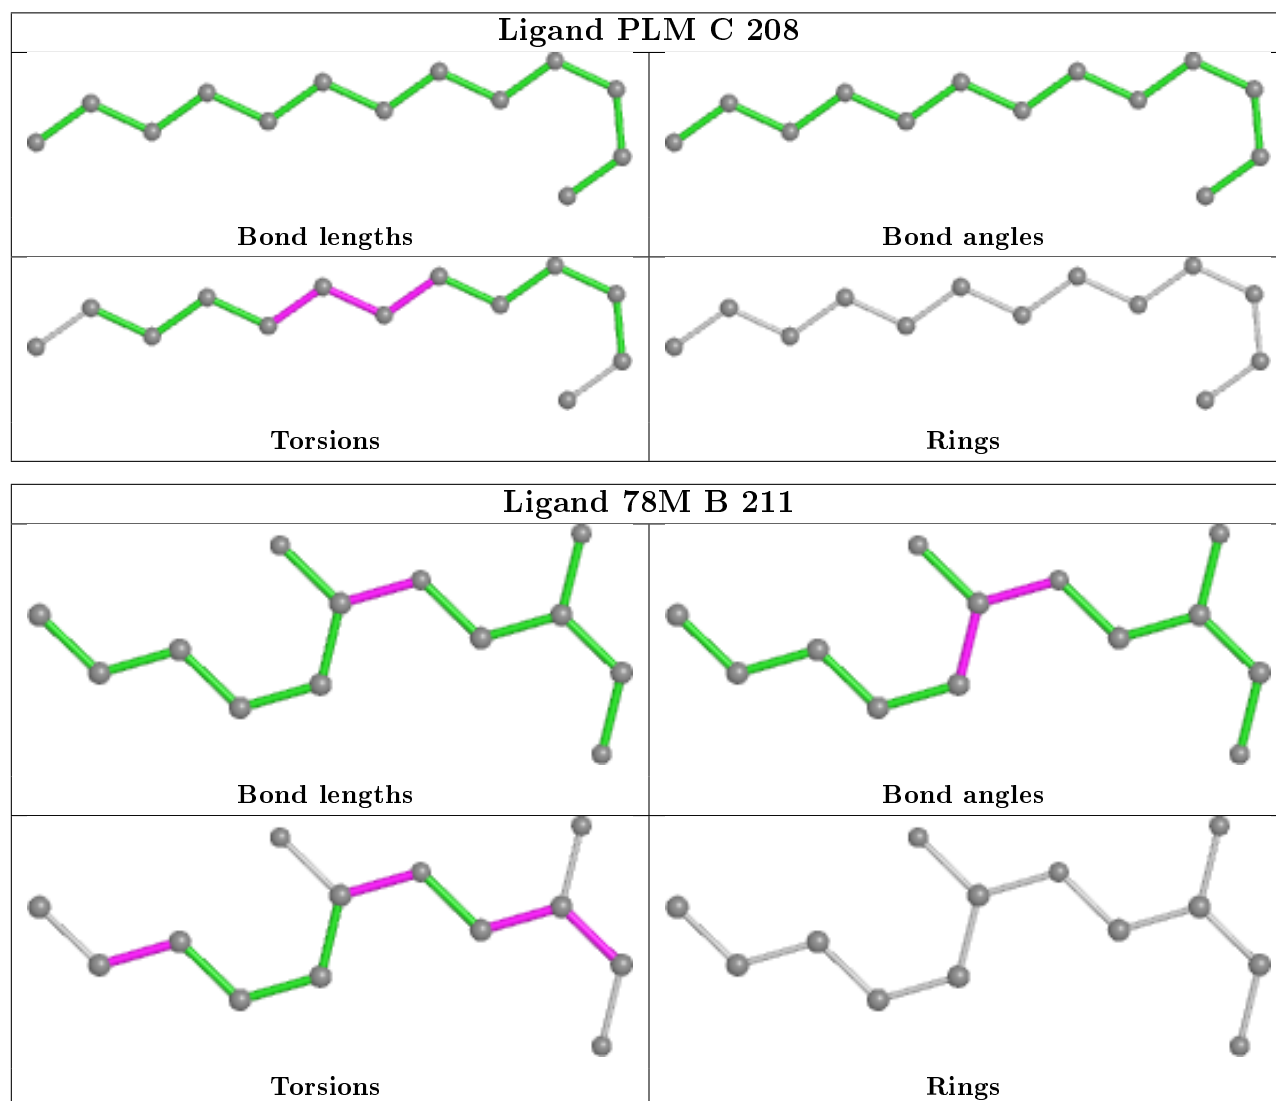 Ligand PLM C 208
Bond lengths
Bond angles
Torsions
Rings
Ligand 78M B 211
Bond lengths
Bond angles
Torsions
Rings